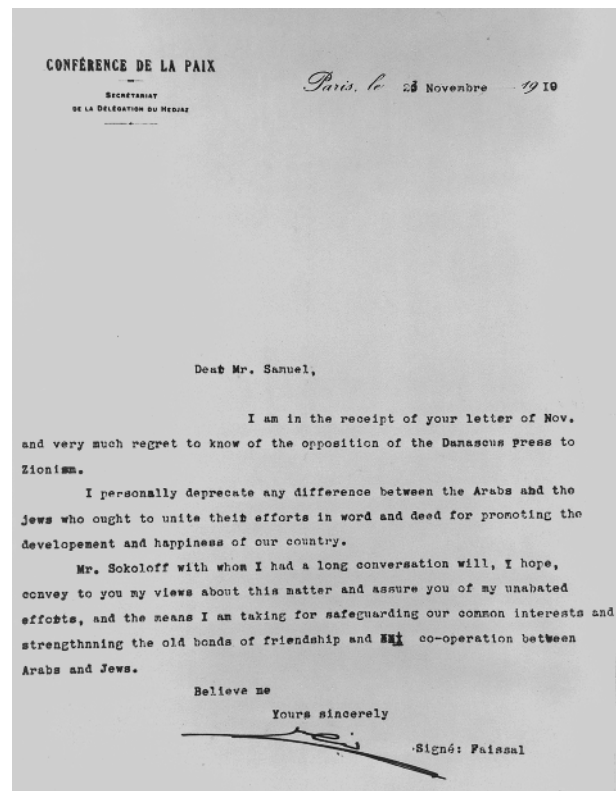 CONFÉRENCE DE LA PAIX
SECRÉTARIAT
DE LA DÉLÉGATION DU HEDJAZ
Paris, le 23 Novembre 1919
Dear Mr. Samuel,
I am in the receipt of your letter of Nov.
and very much regret to know of the opposition of the Damascus Press to
Zionism.
I personally deprecate any difference between the Arabs and the
jews who ought to unite their efforts in word and deed for promoting the
developement and happiness of our country.
Mr. Sokoloff with whom I had a long conversation will, I hope,
convey to you my views about this matter and assure you of my unabated
efforts, and the means I am taking for safeguarding our common interests and
strengthnning the old bonds of friendship and co-operation between
Arabs and Jews.
Believe me
Yours sincerely
Signé: Faissal